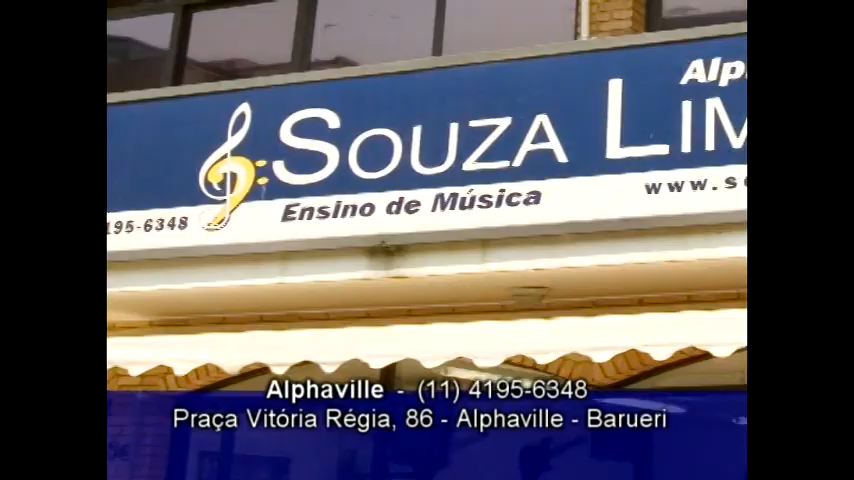 Alp
SOUZA LIM
www.s
Ensino de Música
195-6348
Alphaville - (11) 4195-6348
Praça Vitória Régia, 86 - Alphaville - Barueri